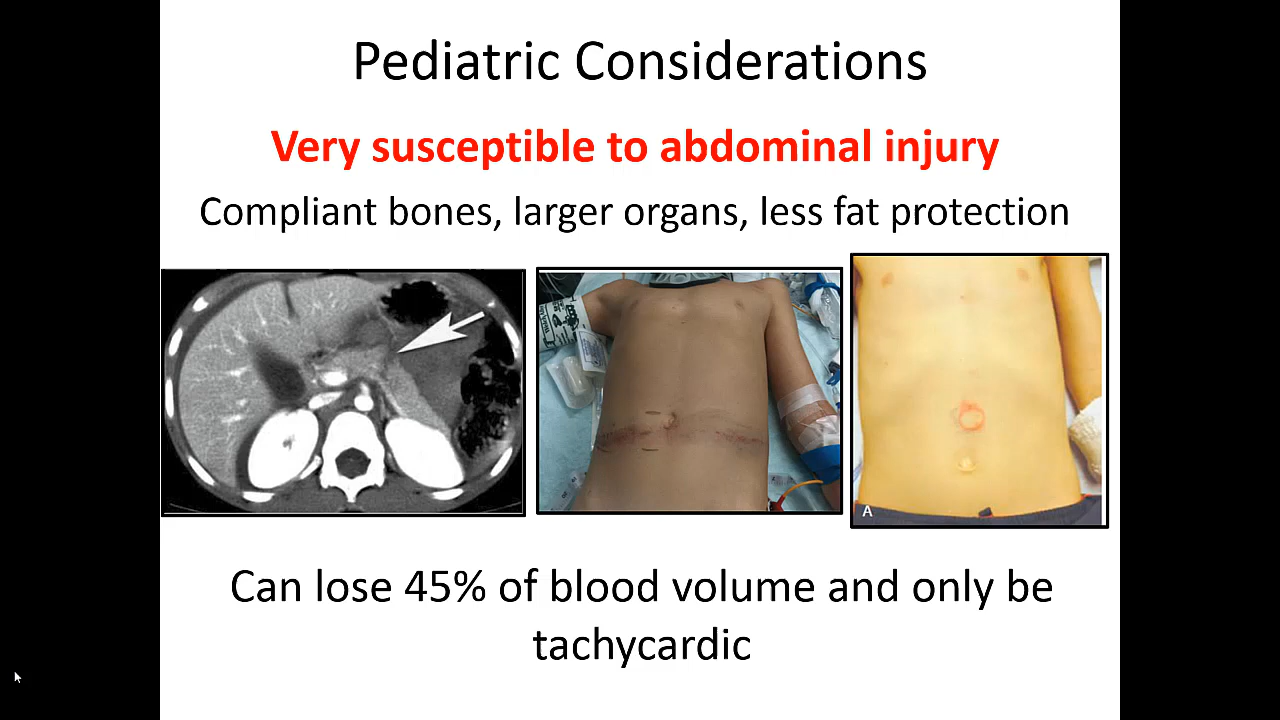 Pediatric Considerations
Very susceptible to abdominal injury
Compliant bones, larger organs, less fat protection
A
Can lose 45% of blood volume and only be
tachycardic